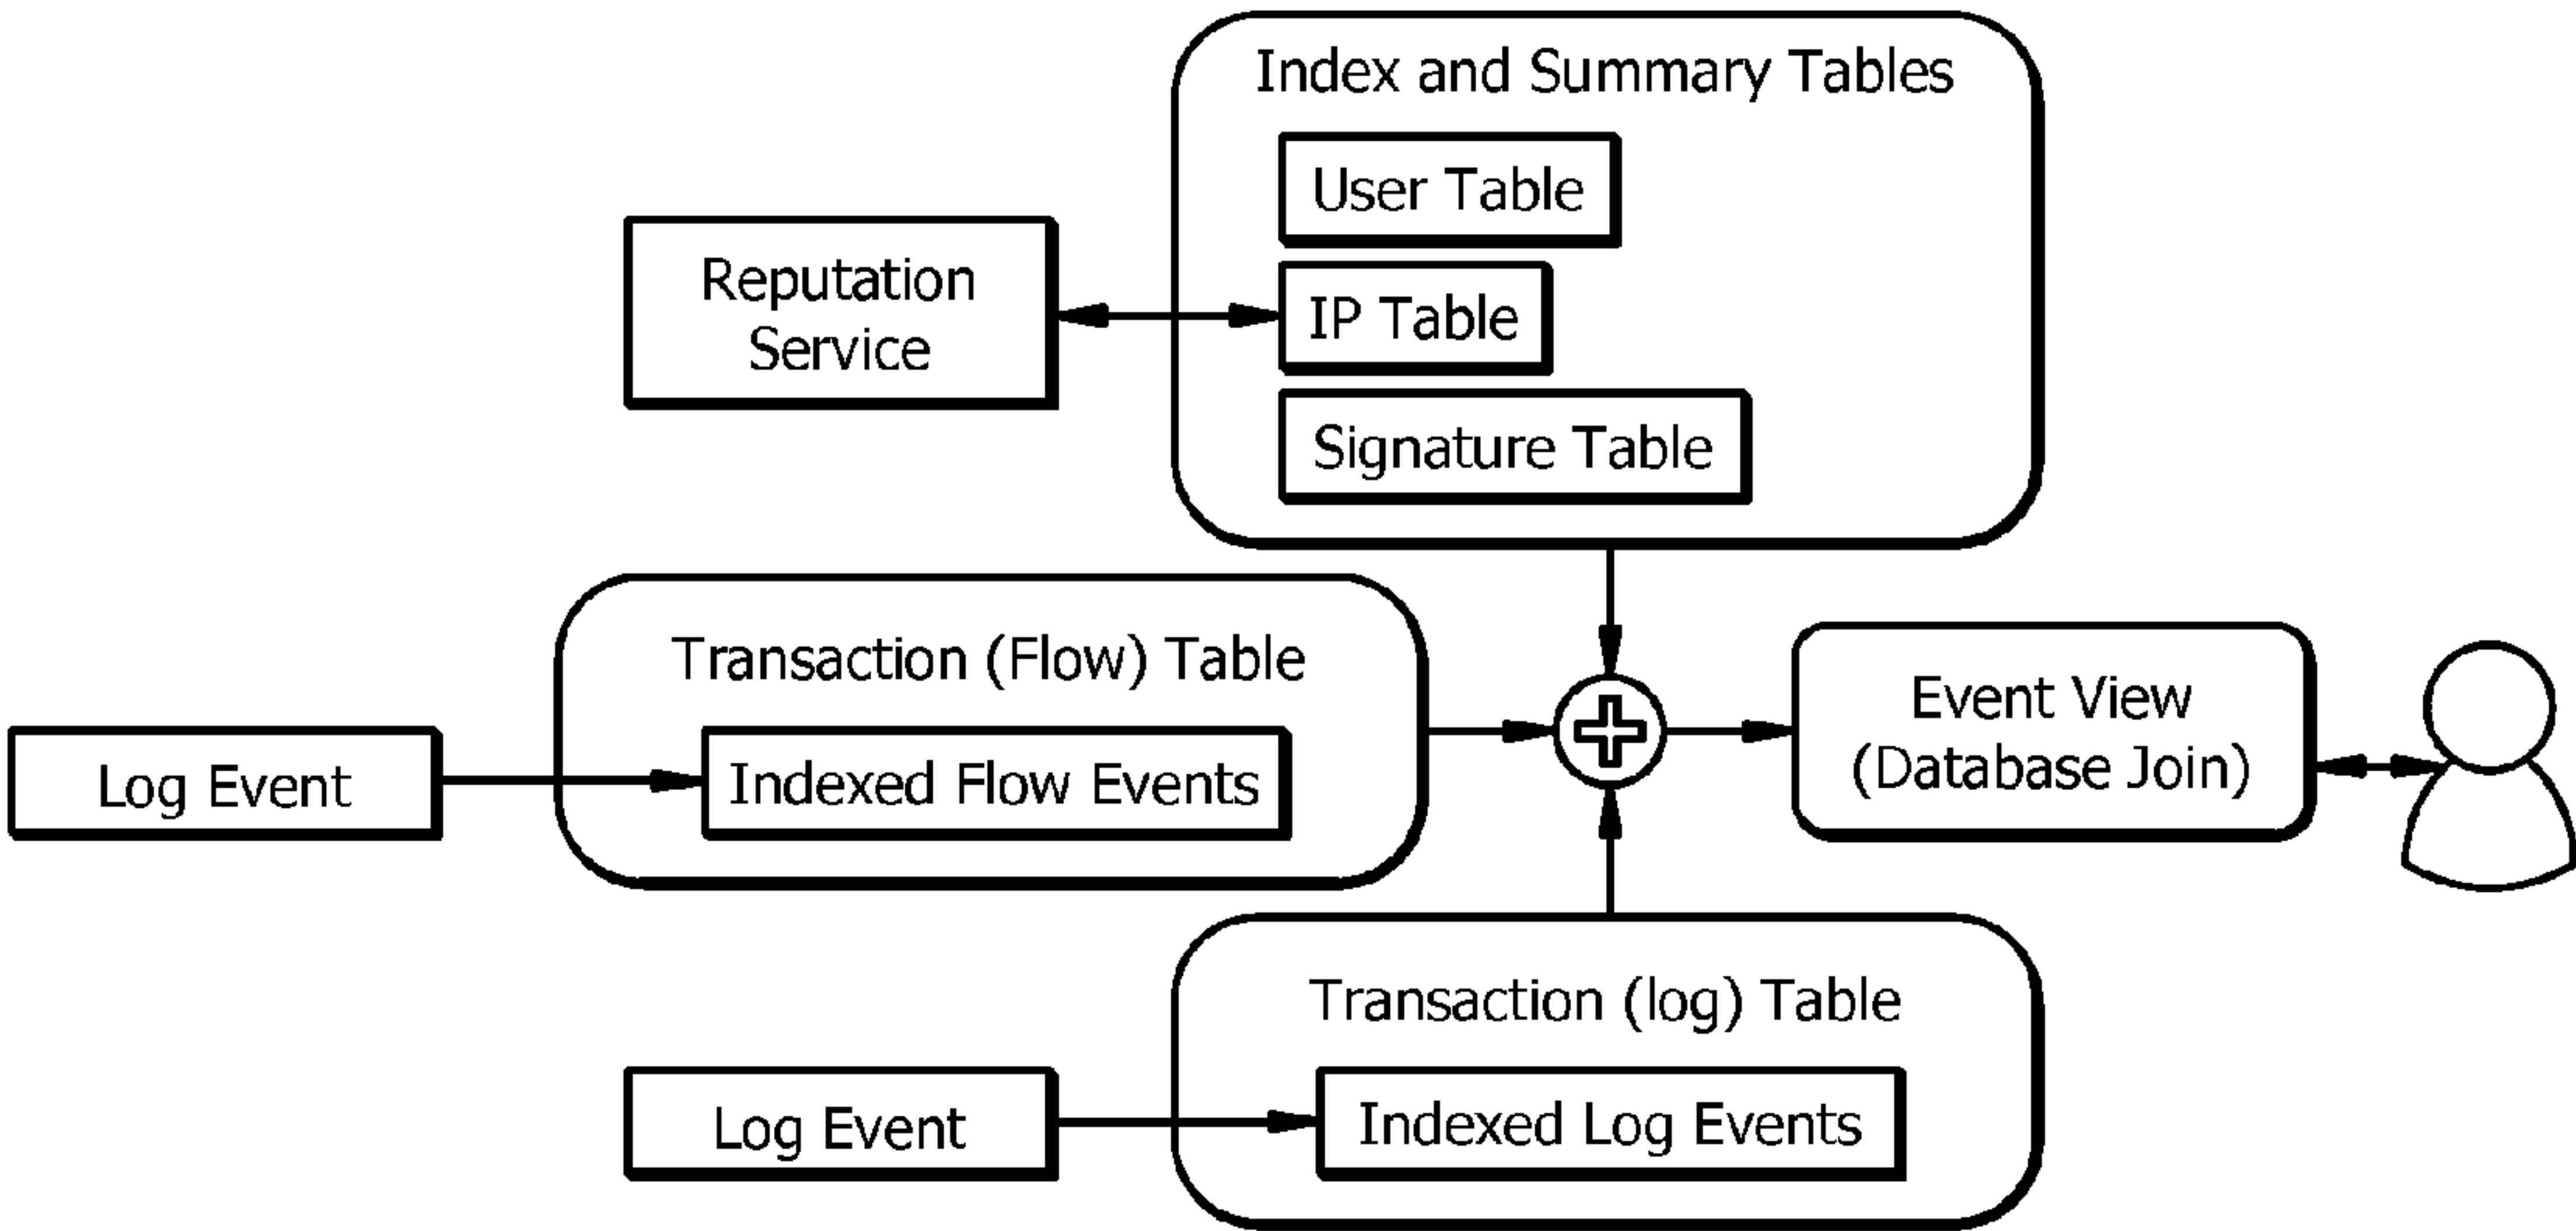 Index and Summary Tables
User Table
Reputation
Service
IP Table
Signature Table
Transaction (Flow) Table
Log Event
Indexed Flow Events
Event View
(Database Join)
Transaction (log) Table
Log Event
Indexed Log Events